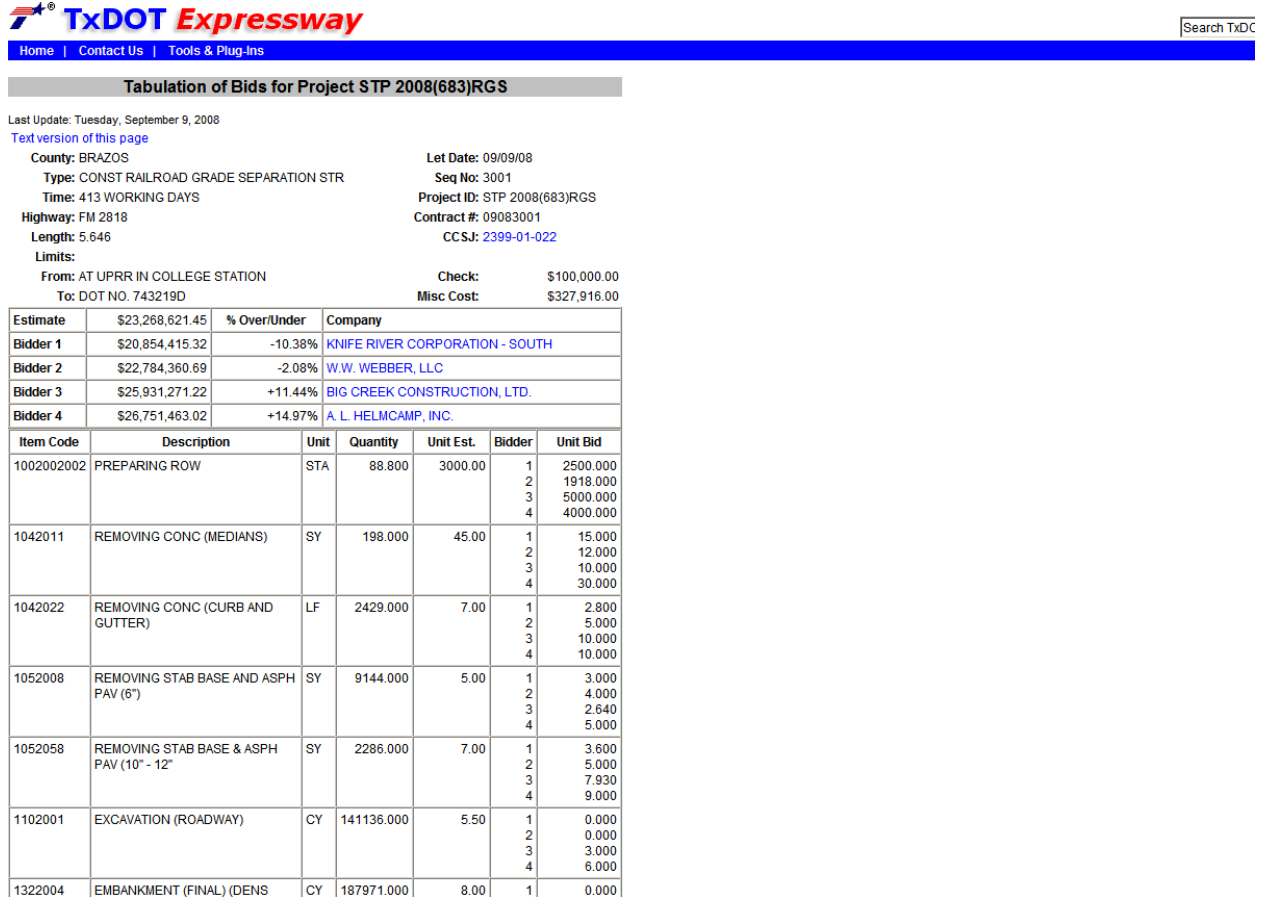 TxDOT Expressway
Search TxDO
Home | Contact Us | Tools & Plug-Ins
Tabulation of Bids for Project STP 2008(683)RGS
Last Update: Tuesday, September 9, 2008
Text version of this page
County: BRAZOS Let Date: 09/09/08
Type: CONST RAILROAD GRADE SEPARATION STR Seq No: 3001
Time: 413 WORKING DAYS Project ID: STP 2008(683)RGS
Highway: FM 2818 Contract #: 09083001
Length: 5.646 CCSJ: 2399-01-022
Limits:
From: AT UPRR IN COLLEGE STATION Check: $100,000.00
To: DOT NO. 743219D Misc Cost: $327,916.00
Estimate $23,268,621.45 % Over/Under Company
Bidder 1 $20,854,415.32 -10.38% KNIFE RIVER CORPORATION - SOUTH
Bidder 2 $22,784,360.69 -2.08% W.W. WEBBER, LLC
Bidder 3 $25,931,271.22 +11.44% BIG CREEK CONSTRUCTION, LTD.
Bidder 4 $26,751,463.02 +14.97% A. L. HELMCAMP, INC.
Item Code Description Unit Quantity Unit Est. Bidder Unit Bid
1002002002 PREPARING ROW STA 88.800 3000.00 1 2500.000
2 1918.000
3 5000.000
4 4000.000
1042011 REMOVING CONC (MEDIANS) SY 198.000 45.00 1 15.000
2 12.000
3 10.000
4 30.000
1042022 REMOVING CONC (CURB AND LF 2429.000 7.00 1 2.800
GUTTER) 2 5.000
3 10.000
4 10.000
1052008 REMOVING STAB BASE AND ASPH SY 9144.000 5.00 1 3.000
PAV (6") 2 4.000
3 2.640
4 5.000
1052058 REMOVING STAB BASE & ASPH SY 2286.000 7.00 1 3.600
PAV (10" - 12" 2 5.000
3 7.930
4 9.000
1102001 EXCAVATION (ROADWAY) CY 141136.000 5.50 1 0.000
2 0.000
3 3.000
4 6.000
1322004 EMBANKMENT (FINAL) (DENS CY 187971.000 8.00 1 0.000